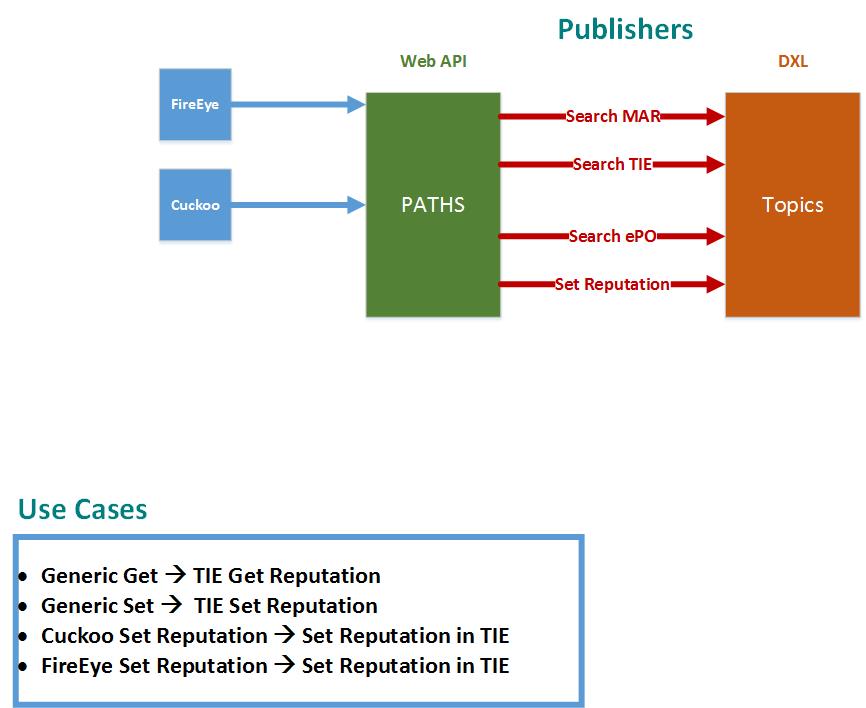 Publishers
Web API
DXL
FireEye
Search MAR
Search TIE
Cuckoo
PATHS
Topics
Search ePO
Set Reputation
Use Cases
• Generic Get → TIE Get Reputation
• Generic Set → TIE Set Reputation
• Cuckoo Set Reputation → Set Reputation in TIE
• FireEye Set Reputation → Set Reputation in TIE